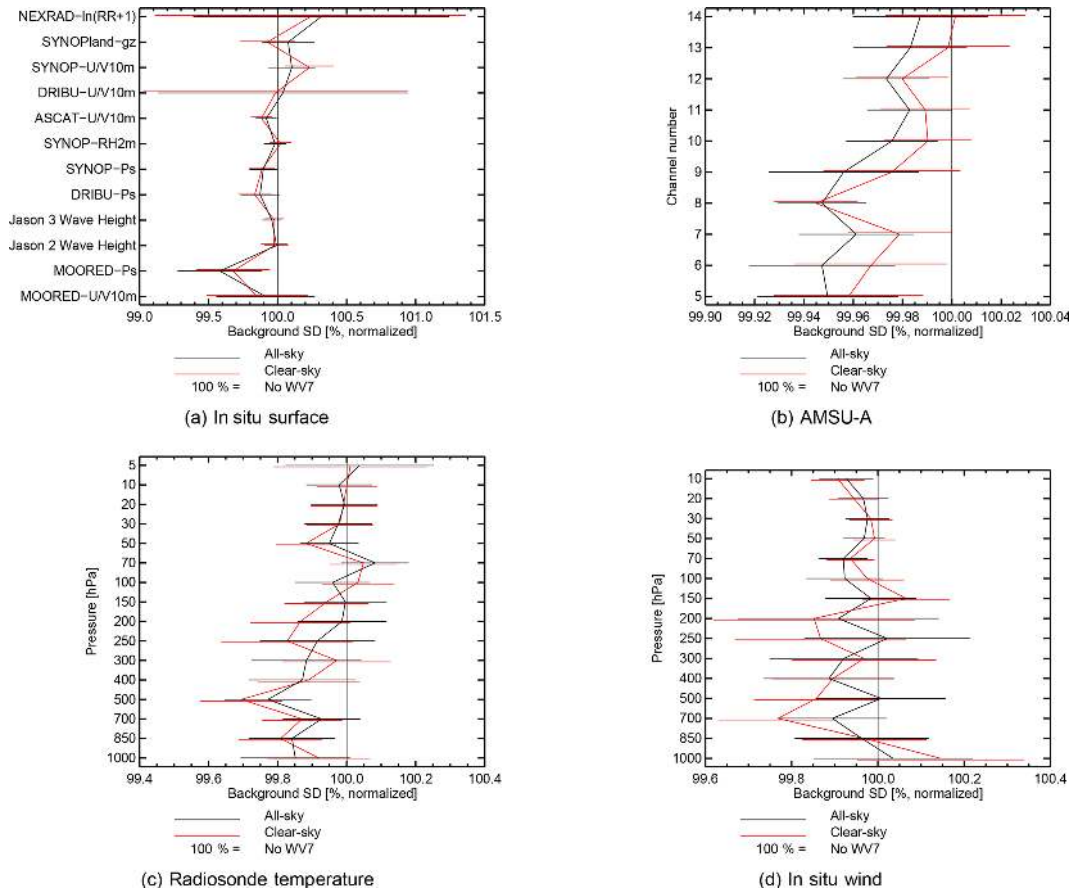 NEXRAD-ln(RR+1)
SYNOPland-gz
SYNOP-U/V10m
DRIBU-U/V10m
ASCAT-U/V10m
SYNOP-RH2m
SYNOP-Ps
DRIBU-Ps
Jason 3 Wave Height
Jason 2 Wave Height
MOORED-Ps
MOORED-U/V10m
99.0 99.5 100.0 100.5 101.0 101.5
Background SD [%, normalized]
All-sky
Clear-sky
100 % = No WV7
(a) In situ surface
Channel number
14
13
12
11
10
9
8
7
6
5
99.90 99.92 99.94 99.96 99.98 100.00 100.02 100.04
Background SD [%, normalized]
All-sky
Clear-sky
100 % = No WV7
(b) AMSU-A
Pressure [hPa]
5
10
20
30
50
70
100
150
200
250
300
400
500
700
850
1000
99.4 99.6 99.8 100.0 100.2 100.4
Background SD [%, normalized]
All-sky
Clear-sky
100 % = No WV7
(c) Radiosonde temperature
Pressure [hPa]
10
20
30
50
70
100
150
200
250
300
400
500
700
850
1000
99.6 99.8 100.0 100.2 100.4
Background SD [%, normalized]
All-sky
Clear-sky
100 % = No WV7
(d) In situ wind